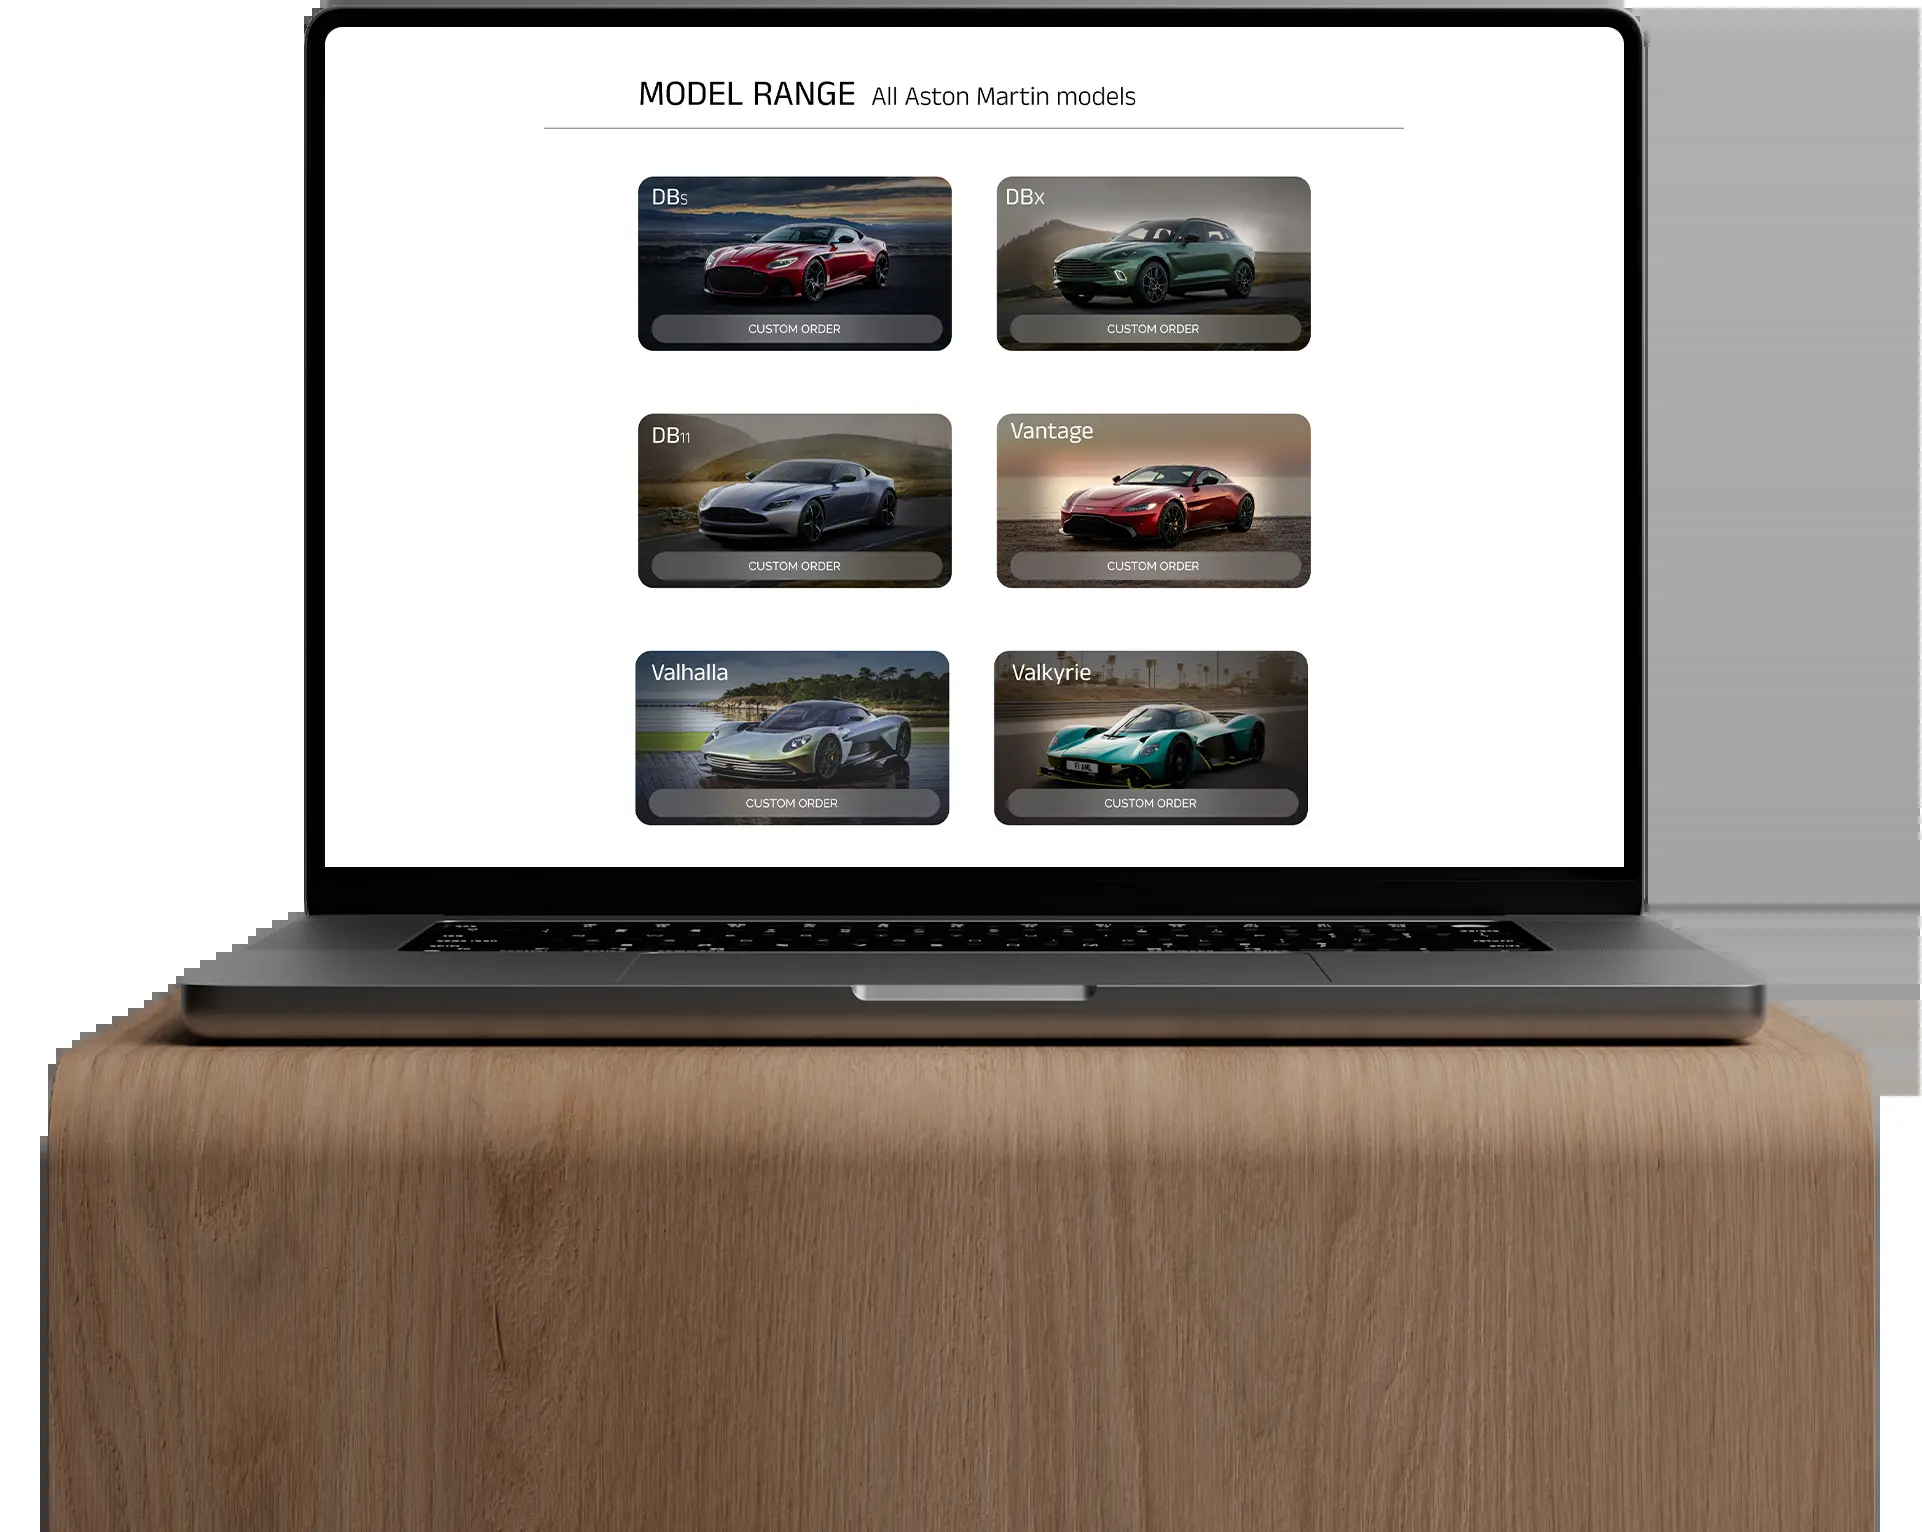 MODEL RANGE All Aston Martin models
DBS DBX
CUSTOM ORDER CUSTOM ORDER
DB11 Vantage
CUSTOM ORDER CUSTOM ORDER
Valhalla Valkyrie
F1 AML
CUSTOM ORDER CUSTOM ORDER